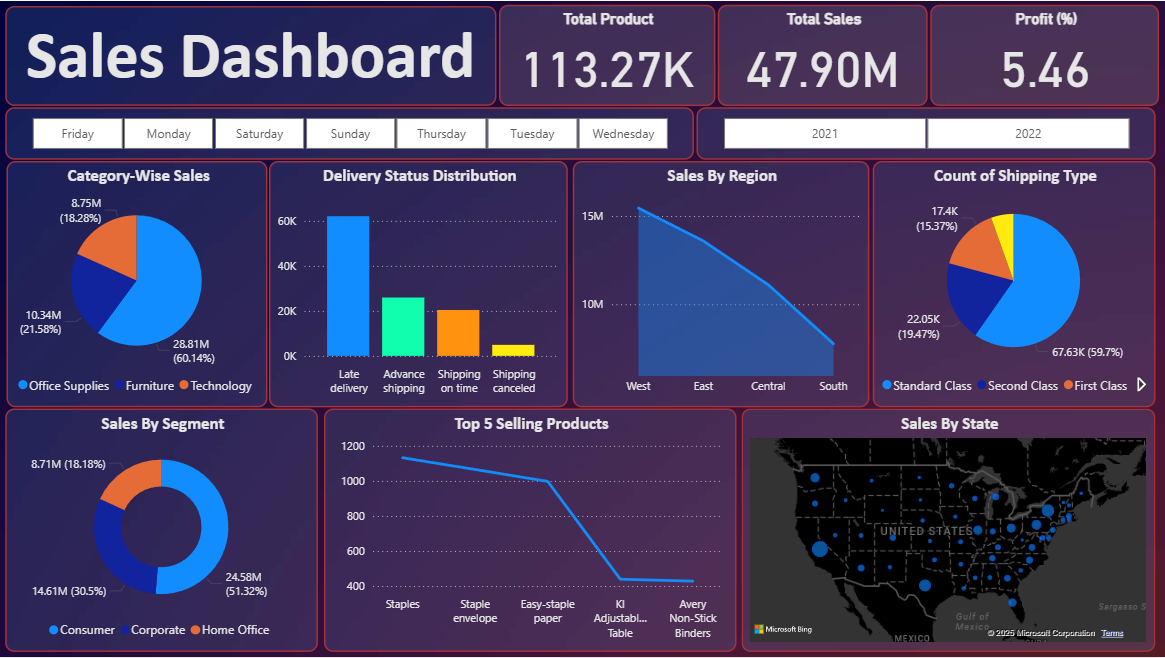 Sales Dashboard
Total Product
113.27K
Total Sales
47.90M
Profit (%)
5.46
Friday
Monday
Saturday
Sunday
Thursday
Tuesday
Wednesday
2021
2022
Category-Wise Sales
8.75M
(18.28%)
10.34M
(21.58%)
28.81M
(60.14%)
Office Supplies
Furniture
Technology
Delivery Status Distribution
60K
40K
20K
0K
Late
delivery
Advance
shipping
Shipping
on time
Shipping
canceled
Sales By Region
15M
10M
West
East
Central
South
Count of Shipping Type
17.4K
(15.37%)
22.05K
(19.47%)
67.63K (59.7%)
Standard Class
Second Class
First Class
Sales By Segment
8.71M (18.18%)
14.61M (30.5%)
24.58M
(51.32%)
Consumer
Corporate
Home Office
Top 5 Selling Products
1200
1000
800
600
400
Staples
Staple
envelope
Easy-staple
paper
KI
Adjustabl...
Table
Avery
Non-Stick
Binders
Sales By State
UNITED STATES
Gulf of
Mexico
Sargasso S
MEXICO
Microsoft Bing
© 2025 Microsoft Corporation
Terms